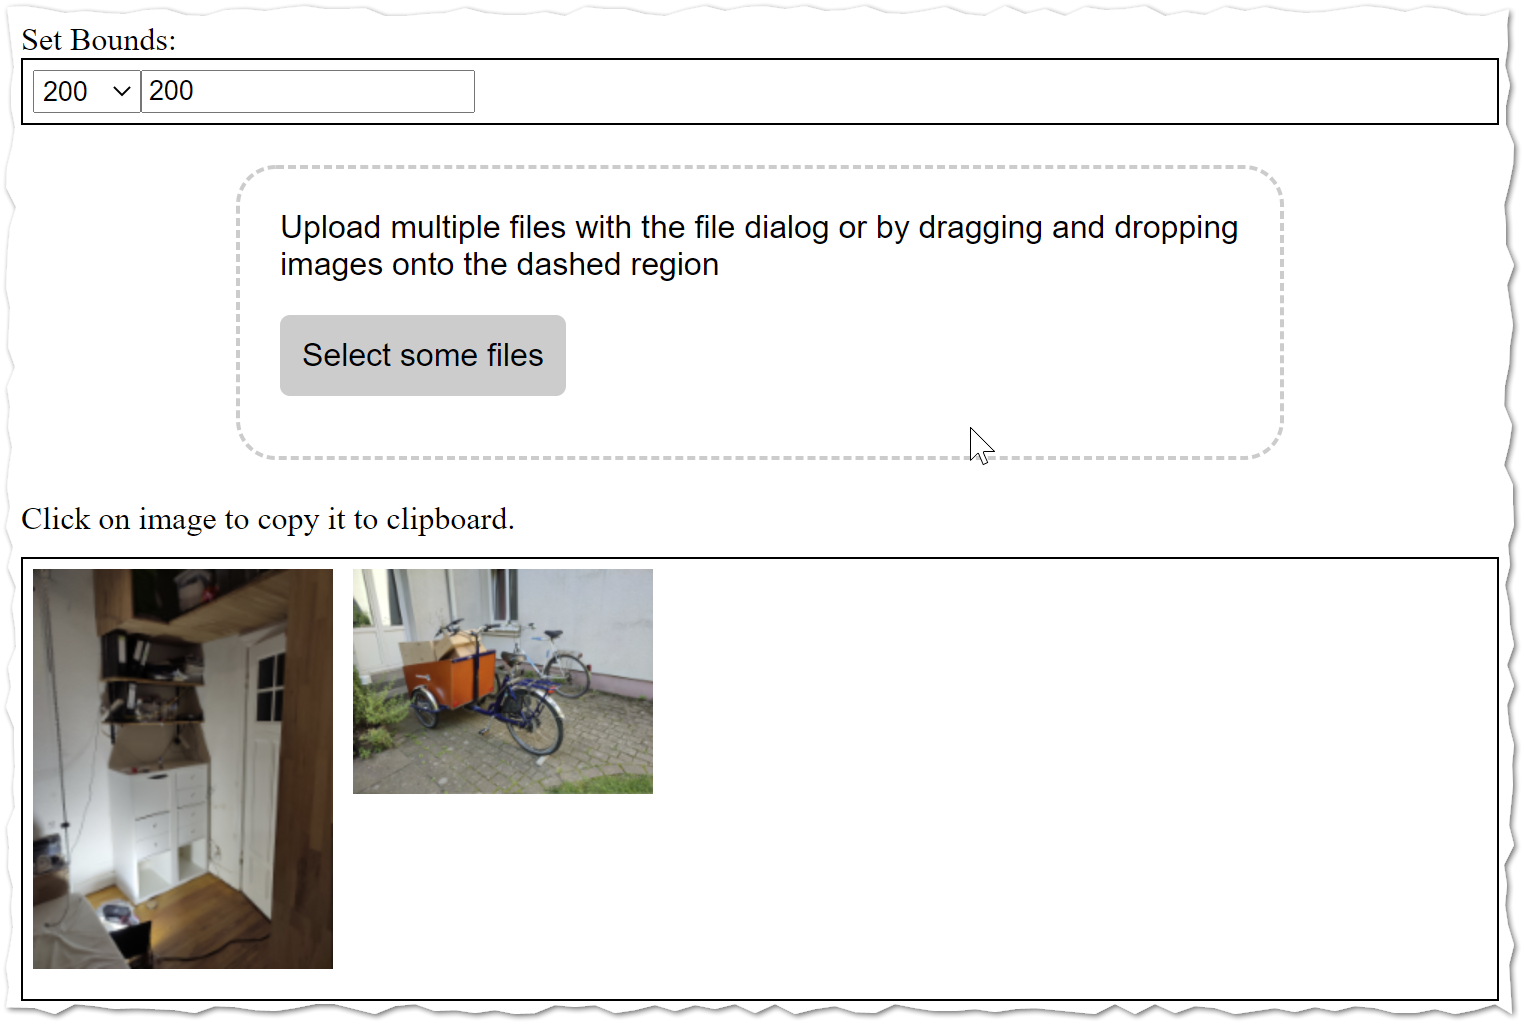 Set Bounds:
200 200
Upload multiple files with the file dialog or by dragging and dropping
images onto the dashed region
Select some files
Click on image to copy it to clipboard.